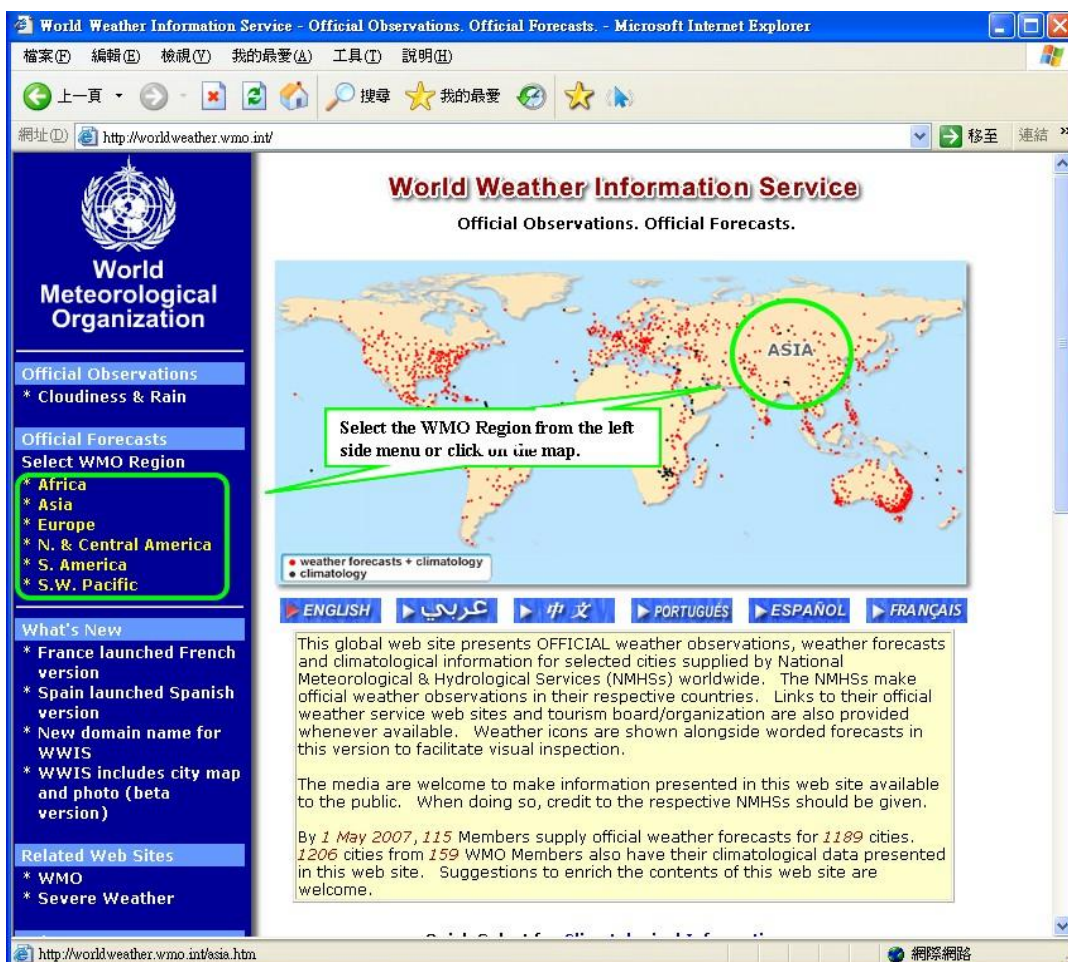 World Weather Information Service - Official Observations. Official Forecasts. - Microsoft Internet Explorer
檔案(F) 編輯(E) 檢視(V) 我的最愛(A) 工具(T) 說明(H)
上一頁 搜尋 我的最愛
網址(D) http://worldweather.wmo.int/ 移至 連結 »
World
Meteorological
Organization
Official Observations
* Cloudiness & Rain
Official Forecasts
Select WMO Region
* Africa
* Asia
* Europe
* N. & Central America
* S. America
* S.W. Pacific
What's New
* France launched French
version
* Spain launched Spanish
version
* New domain name for
WWIS
* WWIS includes city map
and photo (beta
version)
Related Web Sites
* WMO
* Severe Weather
World Weather Information Service
Official Observations. Official Forecasts.
ASIA
Select the WMO Region from the left
side menu or click on the map.
weather forecasts + climatology
climatology
ENGLISH عربي 中文 PORTUGUÊS ESPAÑOL FRANÇAIS
This global web site presents OFFICIAL weather observations, weather forecasts
and climatological information for selected cities supplied by National
Meteorological & Hydrological Services (NMHSs) worldwide. The NMHSs make
official weather observations in their respective countries. Links to their official
weather service web sites and tourism board/organization are also provided
whenever available. Weather icons are shown alongside worded forecasts in
this version to facilitate visual inspection.
The media are welcome to make information presented in this web site available
to the public. When doing so, credit to the respective NMHSs should be given.
By 1 May 2007, 115 Members supply official weather forecasts for 1189 cities.
1206 cities from 159 WMO Members also have their climatological data presented
in this web site. Suggestions to enrich the contents of this web site are
welcome.
http://worldweather.wmo.int/asia.htm 網際網路